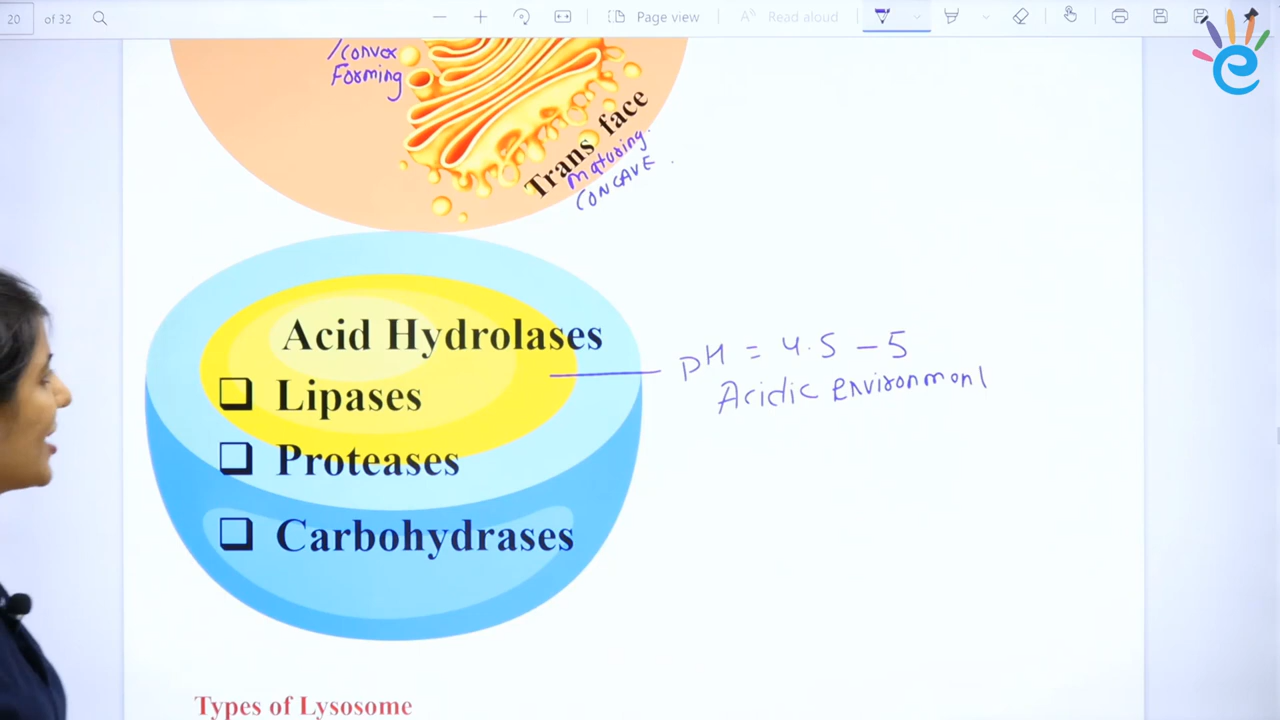 20 of 32
Page view
Read aloud
/Convex
Forming
Trans face
Maturing
CONCAVE
Acid Hydrolases
Lipases
Proteases
Carbohydrases
pH = 4.5 – 5
Acidic Environment
Types of Lysosome